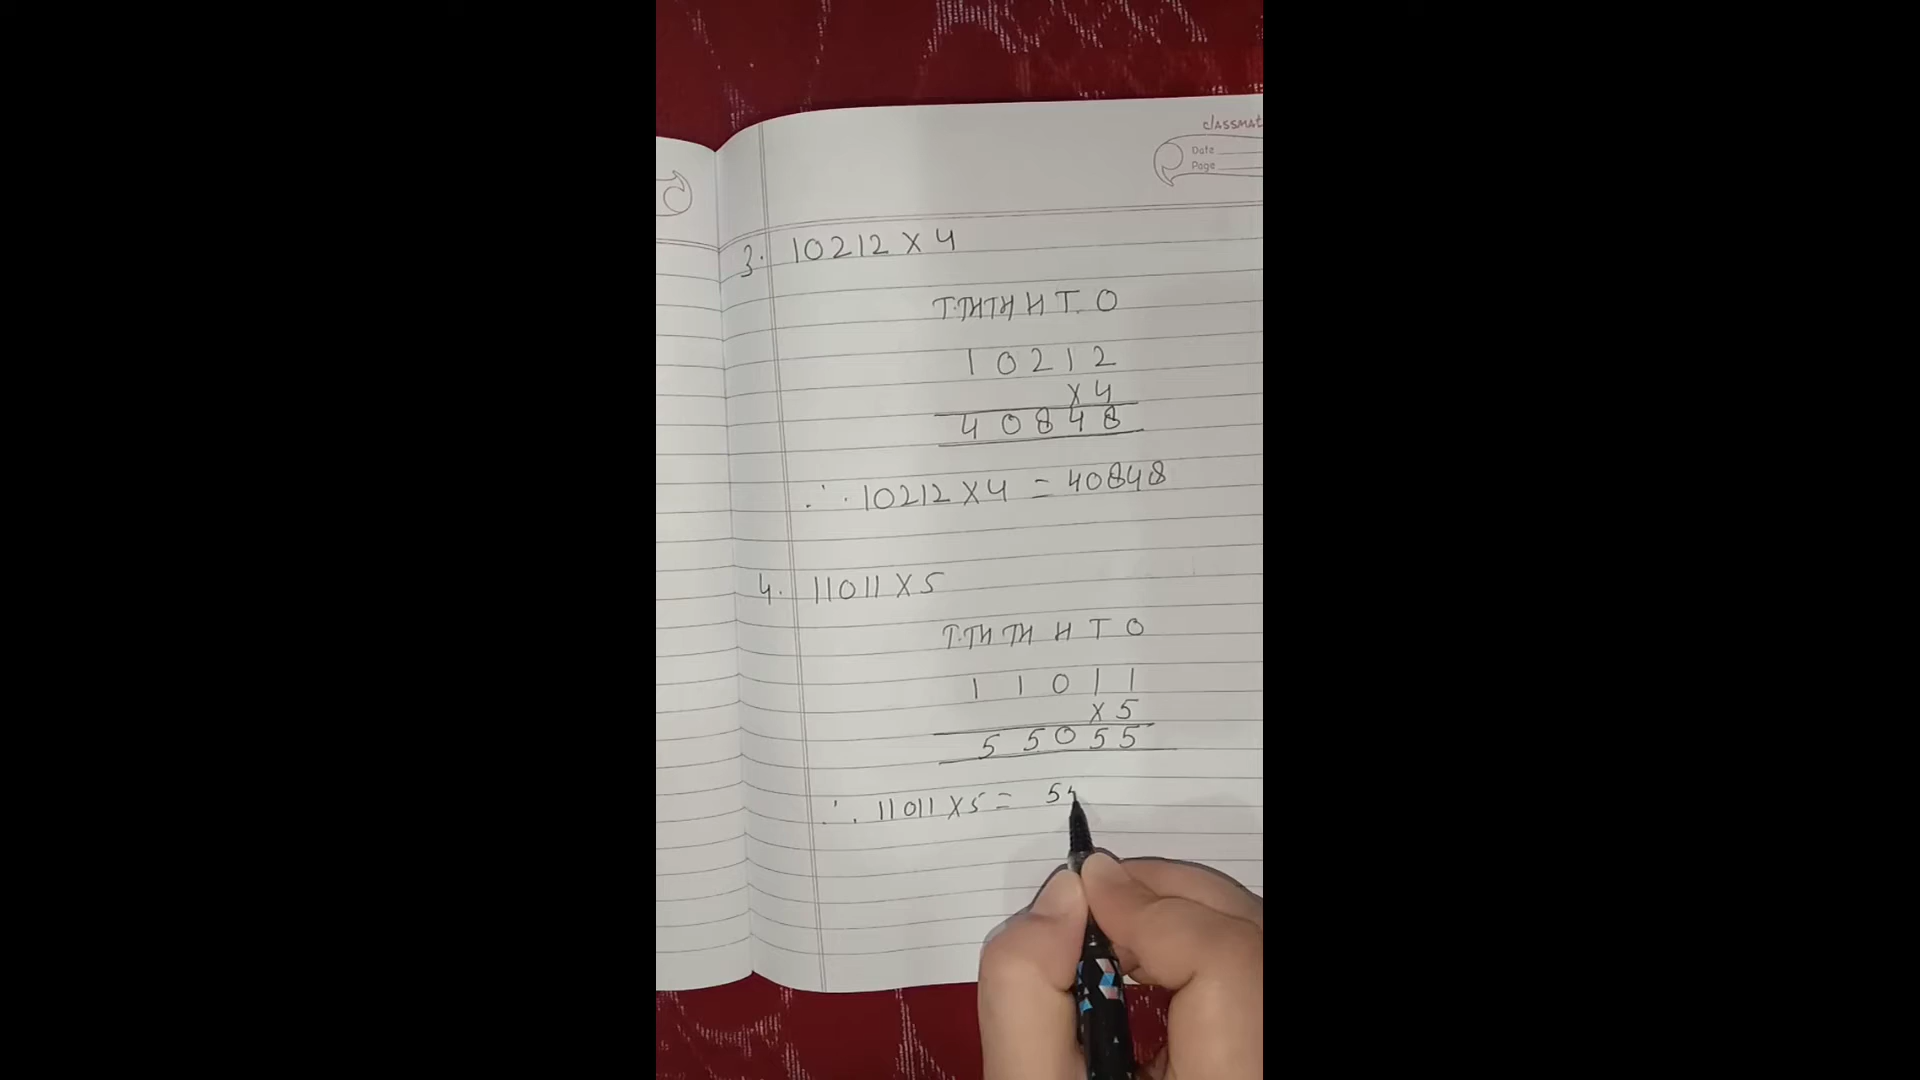 classmat
Date
Page
3. 10212 X 4
T.TH TH H T. O
1 0 2 1 2
X 4
4 0 8 4 8
∴ 10212 X 4 = 40848
4. 11011 X 5
T.TH TH H T O
1 1 0 1 1
X 5
5 5 0 5 5
∴ 11011 X 5 = 5